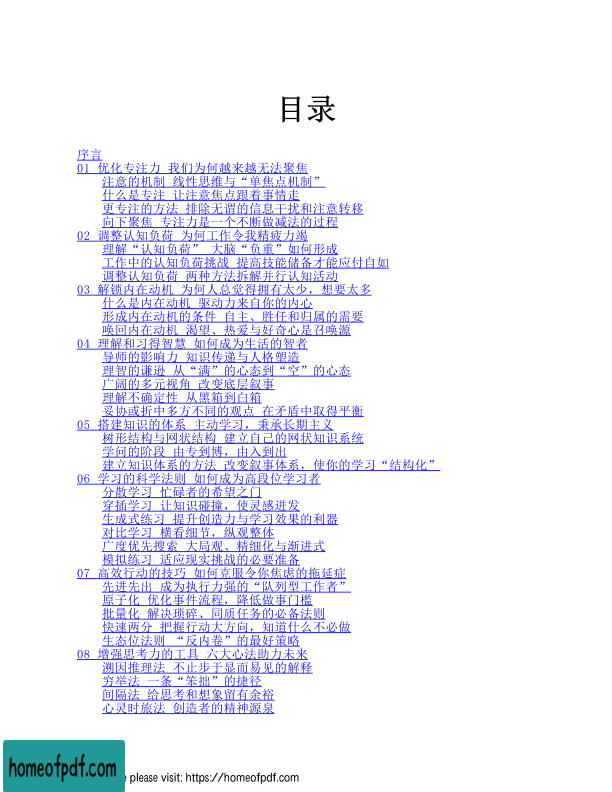 目录
序言
01 优化专注力 我们为何越来越无法聚焦
注意的机制 线性思维与“单焦点机制”
什么是专注 让注意焦点跟着事情走
更专注的方法 排除无谓的信息干扰和注意转移
向下聚焦 专注力是一个不断做减法的过程
02 调整认知负荷 为何工作令我精疲力竭
理解“认知负荷” 大脑“负重”如何形成
工作中的认知负荷挑战 提高技能储备才能应付自如
调整认知负荷 两种方法拆解并行认知活动
03 解锁内在动机 为何人总觉得拥有太少，想要太多
什么是内在动机 驱动力来自你的内心
形成内在动机的条件 自主、胜任和归属的需要
唤回内在动机 渴望、热爱与好奇心是召唤源
04 理解和习得智慧 如何成为生活的智者
导师的影响力 知识传递与人格塑造
理智的谦逊 从“满”的心态到“空”的心态
广阔的多元视角 改变底层叙事
理解不确定性 从黑箱到白箱
妥协或折中多方不同的观点 在矛盾中取得平衡
05 搭建知识的体系 主动学习，秉承长期主义
树形结构与网状结构 建立自己的网状知识系统
学问的阶段 由专到博，由入到出
建立知识体系的方法 改变叙事体系，使你的学习“结构化”
06 学习的科学法则 如何成为高段位学习者
分散学习 忙碌者的希望之门
穿插学习 让知识碰撞，使灵感迸发
生成式练习 提升创造力与学习效果的利器
对比学习 横看细节，纵观整体
广度优先搜索 大局观、精细化与渐进式
模拟练习 适应现实挑战的必要准备
07 高效行动的技巧 如何克服令你焦虑的拖延症
先进先出 成为执行力强的“队列型工作者”
原子化 优化事件流程，降低做事门槛
批量化 解决琐碎、同质任务的必备法则
快速两分 把握行动大方向，知道什么不必做
生态位法则 “反内卷”的最好策略
08 增强思考力的工具 六大心法助力未来
溯因推理法 不止步于显而易见的解释
穷举法 一条“笨拙”的捷径
间隔法 给思考和想象留有余裕
心灵时旅法 创造者的精神源泉
homeofpdf.com
e please visit: https://homeofpdf.com